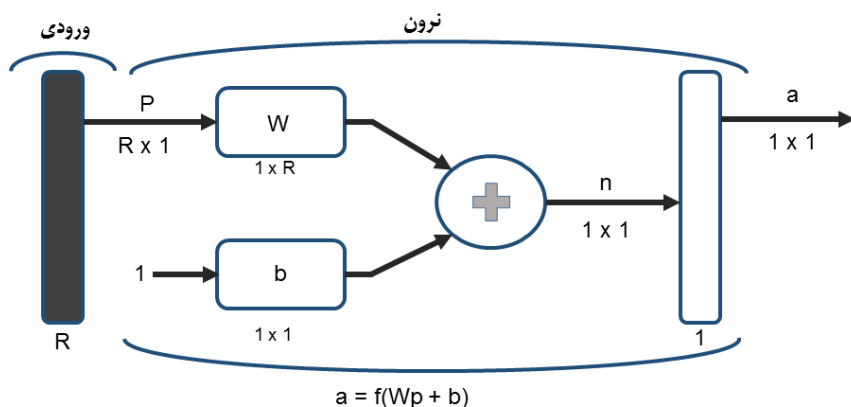 ورودی
نرون
P
R x 1
W
1 x R
1
b
1 x 1
n
1 x 1
a
1 x 1
R
1
a = f(Wp + b)